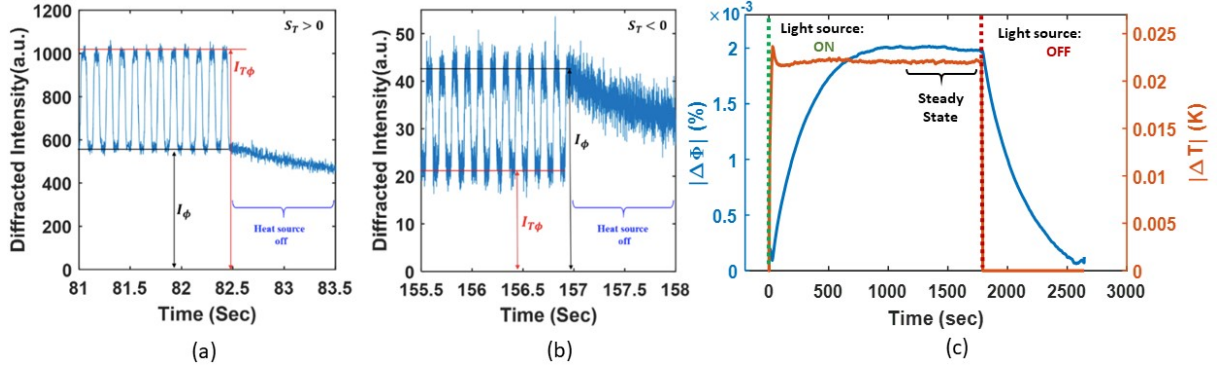 S_T > 0
1200
1000
800
600
400
200
0
Diffracted Intensity(a.u.)
I_{Tϕ}
I_ϕ
Heat source
off
81 81.5 82 82.5 83 83.5
Time (Sec)
(a)
S_T < 0
50
40
30
20
10
0
Diffracted Intensity(a.u.)
I_ϕ
I_{Tϕ}
Heat source
off
155.5 156 156.5 157 157.5 158
Time (Sec)
(b)
×10⁻³
2
1.5
1
0.5
0
|ΔΦ| (%)
Light source:
ON
Light source:
OFF
Steady
State
0.025
0.02
0.015
0.01
0.005
0
|ΔT| (K)
0 500 1000 1500 2000 2500 3000
Time (sec)
(c)